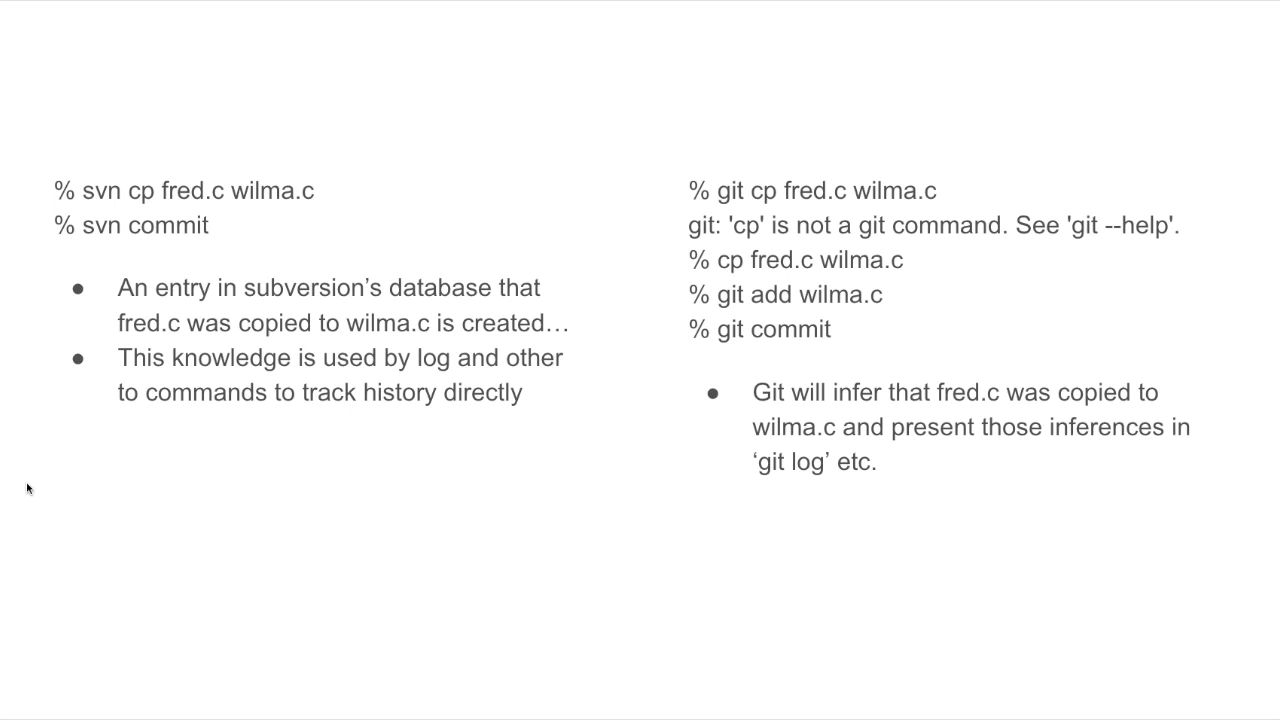 % svn cp fred.c wilma.c
% svn commit
● An entry in subversion’s database that
fred.c was copied to wilma.c is created…
● This knowledge is used by log and other
to commands to track history directly
% git cp fred.c wilma.c
git: 'cp' is not a git command. See 'git --help'.
% cp fred.c wilma.c
% git add wilma.c
% git commit
● Git will infer that fred.c was copied to
wilma.c and present those inferences in
‘git log’ etc.